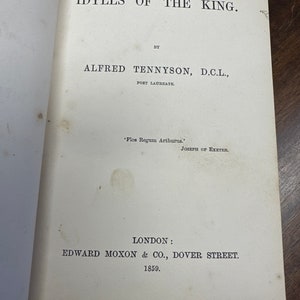 IDYLLS OF THE KING.
BY
ALFRED TENNYSON, D.C.L.,
POET LAUREATE.
"Flos Regum Arthurus."
JOSEPH OF EXETER.
LONDON:
EDWARD MOXON & CO., DOVER STREET.
1859.